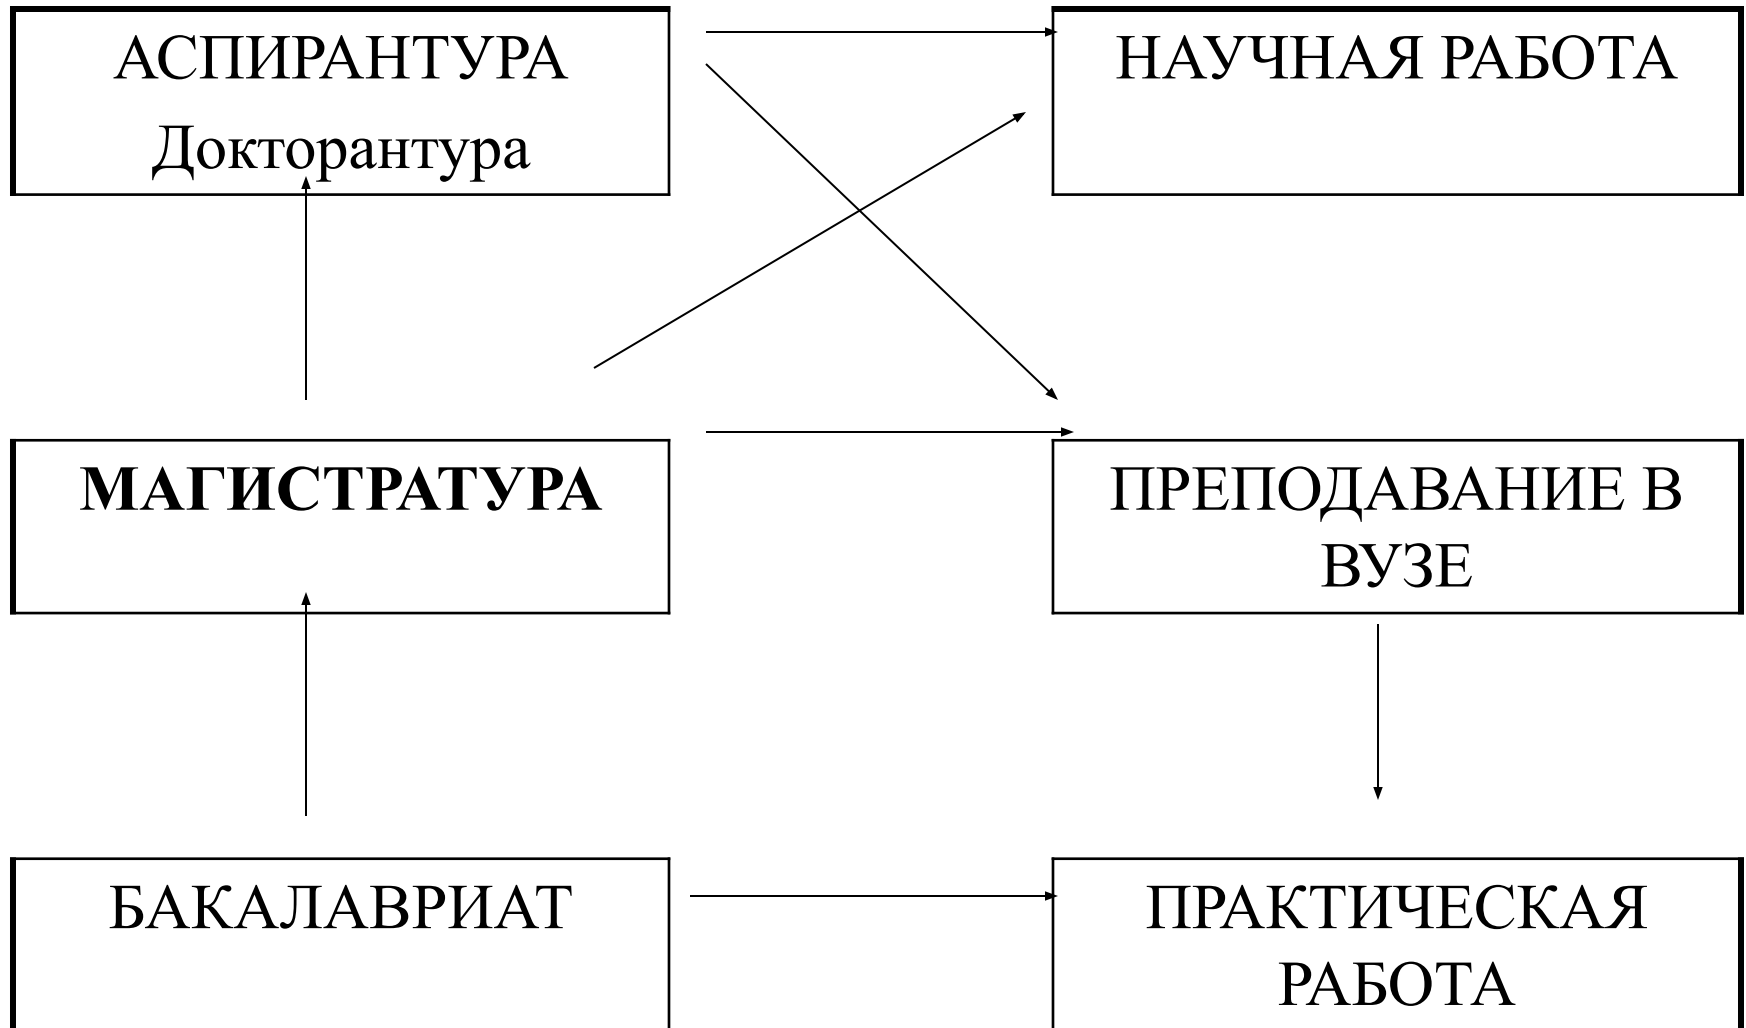 АСПИРАНТУРА
Докторантура
НАУЧНАЯ РАБОТА
МАГИСТРАТУРА
ПРЕПОДАВАНИЕ В
ВУЗЕ
БАКАЛАВРИАТ
ПРАКТИЧЕСКАЯ
РАБОТА